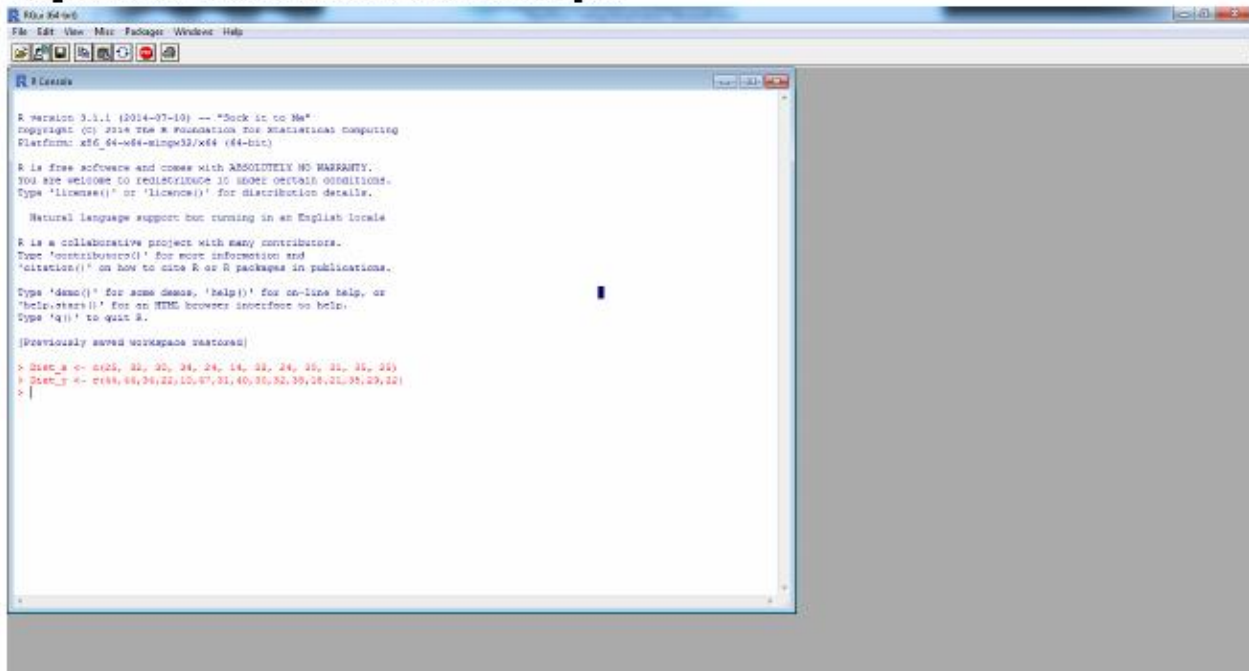 RGui (64-bit)
File Edit View Misc Packages Windows Help
R Console
R version 3.1.1 (2014-07-10) -- "Sock it to Me"
Copyright (C) 2014 The R Foundation for Statistical Computing
Platform: x86_64-w64-mingw32/x64 (64-bit)
R is free software and comes with ABSOLUTELY NO WARRANTY.
You are welcome to redistribute it under certain conditions.
Type 'license()' or 'licence()' for distribution details.
Natural language support but running in an English locale
R is a collaborative project with many contributors.
Type 'contributors()' for more information and
'citation()' on how to cite R or R packages in publications.
Type 'demo()' for some demos, 'help()' for on-line help, or
'help.start()' for an HTML browser interface to help.
Type 'q()' to quit R.
[Previously saved workspace restored]
> Dist_x <-
> Dist_y <-
>